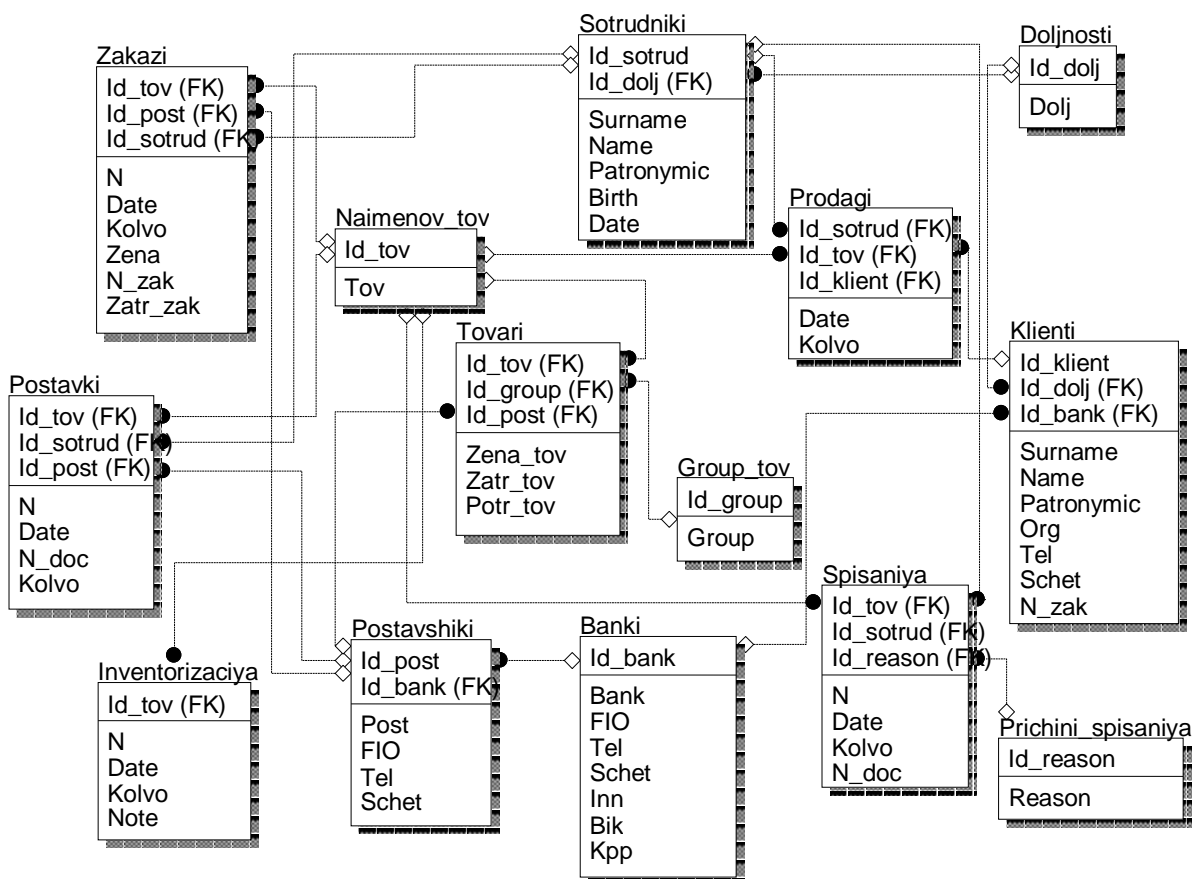 Zakazi
Id_tov (FK)
Id_post (FK)
Id_sotrud (FK)
N
Date
Kolvo
Zena
N_zak
Zatr_zak
Sotrudniki
Id_sotrud
Id_dolj (FK)
Surname
Name
Patronymic
Birth
Date
Doljnosti
Id_dolj
Dolj
Naimenov_tov
Id_tov
Tov
Prodagi
Id_sotrud (FK)
Id_tov (FK)
Id_klient (FK)
Date
Kolvo
Tovari
Id_tov (FK)
Id_group (FK)
Id_post (FK)
Zena_tov
Zatr_tov
Potr_tov
Klienti
Id_klient
Id_dolj (FK)
Id_bank (FK)
Surname
Name
Patronymic
Org
Tel
Schet
N_zak
Postavki
Id_tov (FK)
Id_sotrud (FK)
Id_post (FK)
N
Date
N_doc
Kolvo
Group_tov
Id_group
Group
Spisaniya
Id_tov (FK)
Id_sotrud (FK)
Id_reason (FK)
N
Date
Kolvo
N_doc
Postavshiki
Id_post
Id_bank (FK)
Post
FIO
Tel
Schet
Banki
Id_bank
Bank
FIO
Tel
Schet
Inn
Bik
Kpp
Inventorizaciya
Id_tov (FK)
N
Date
Kolvo
Note
Prichini_spisaniya
Id_reason
Reason